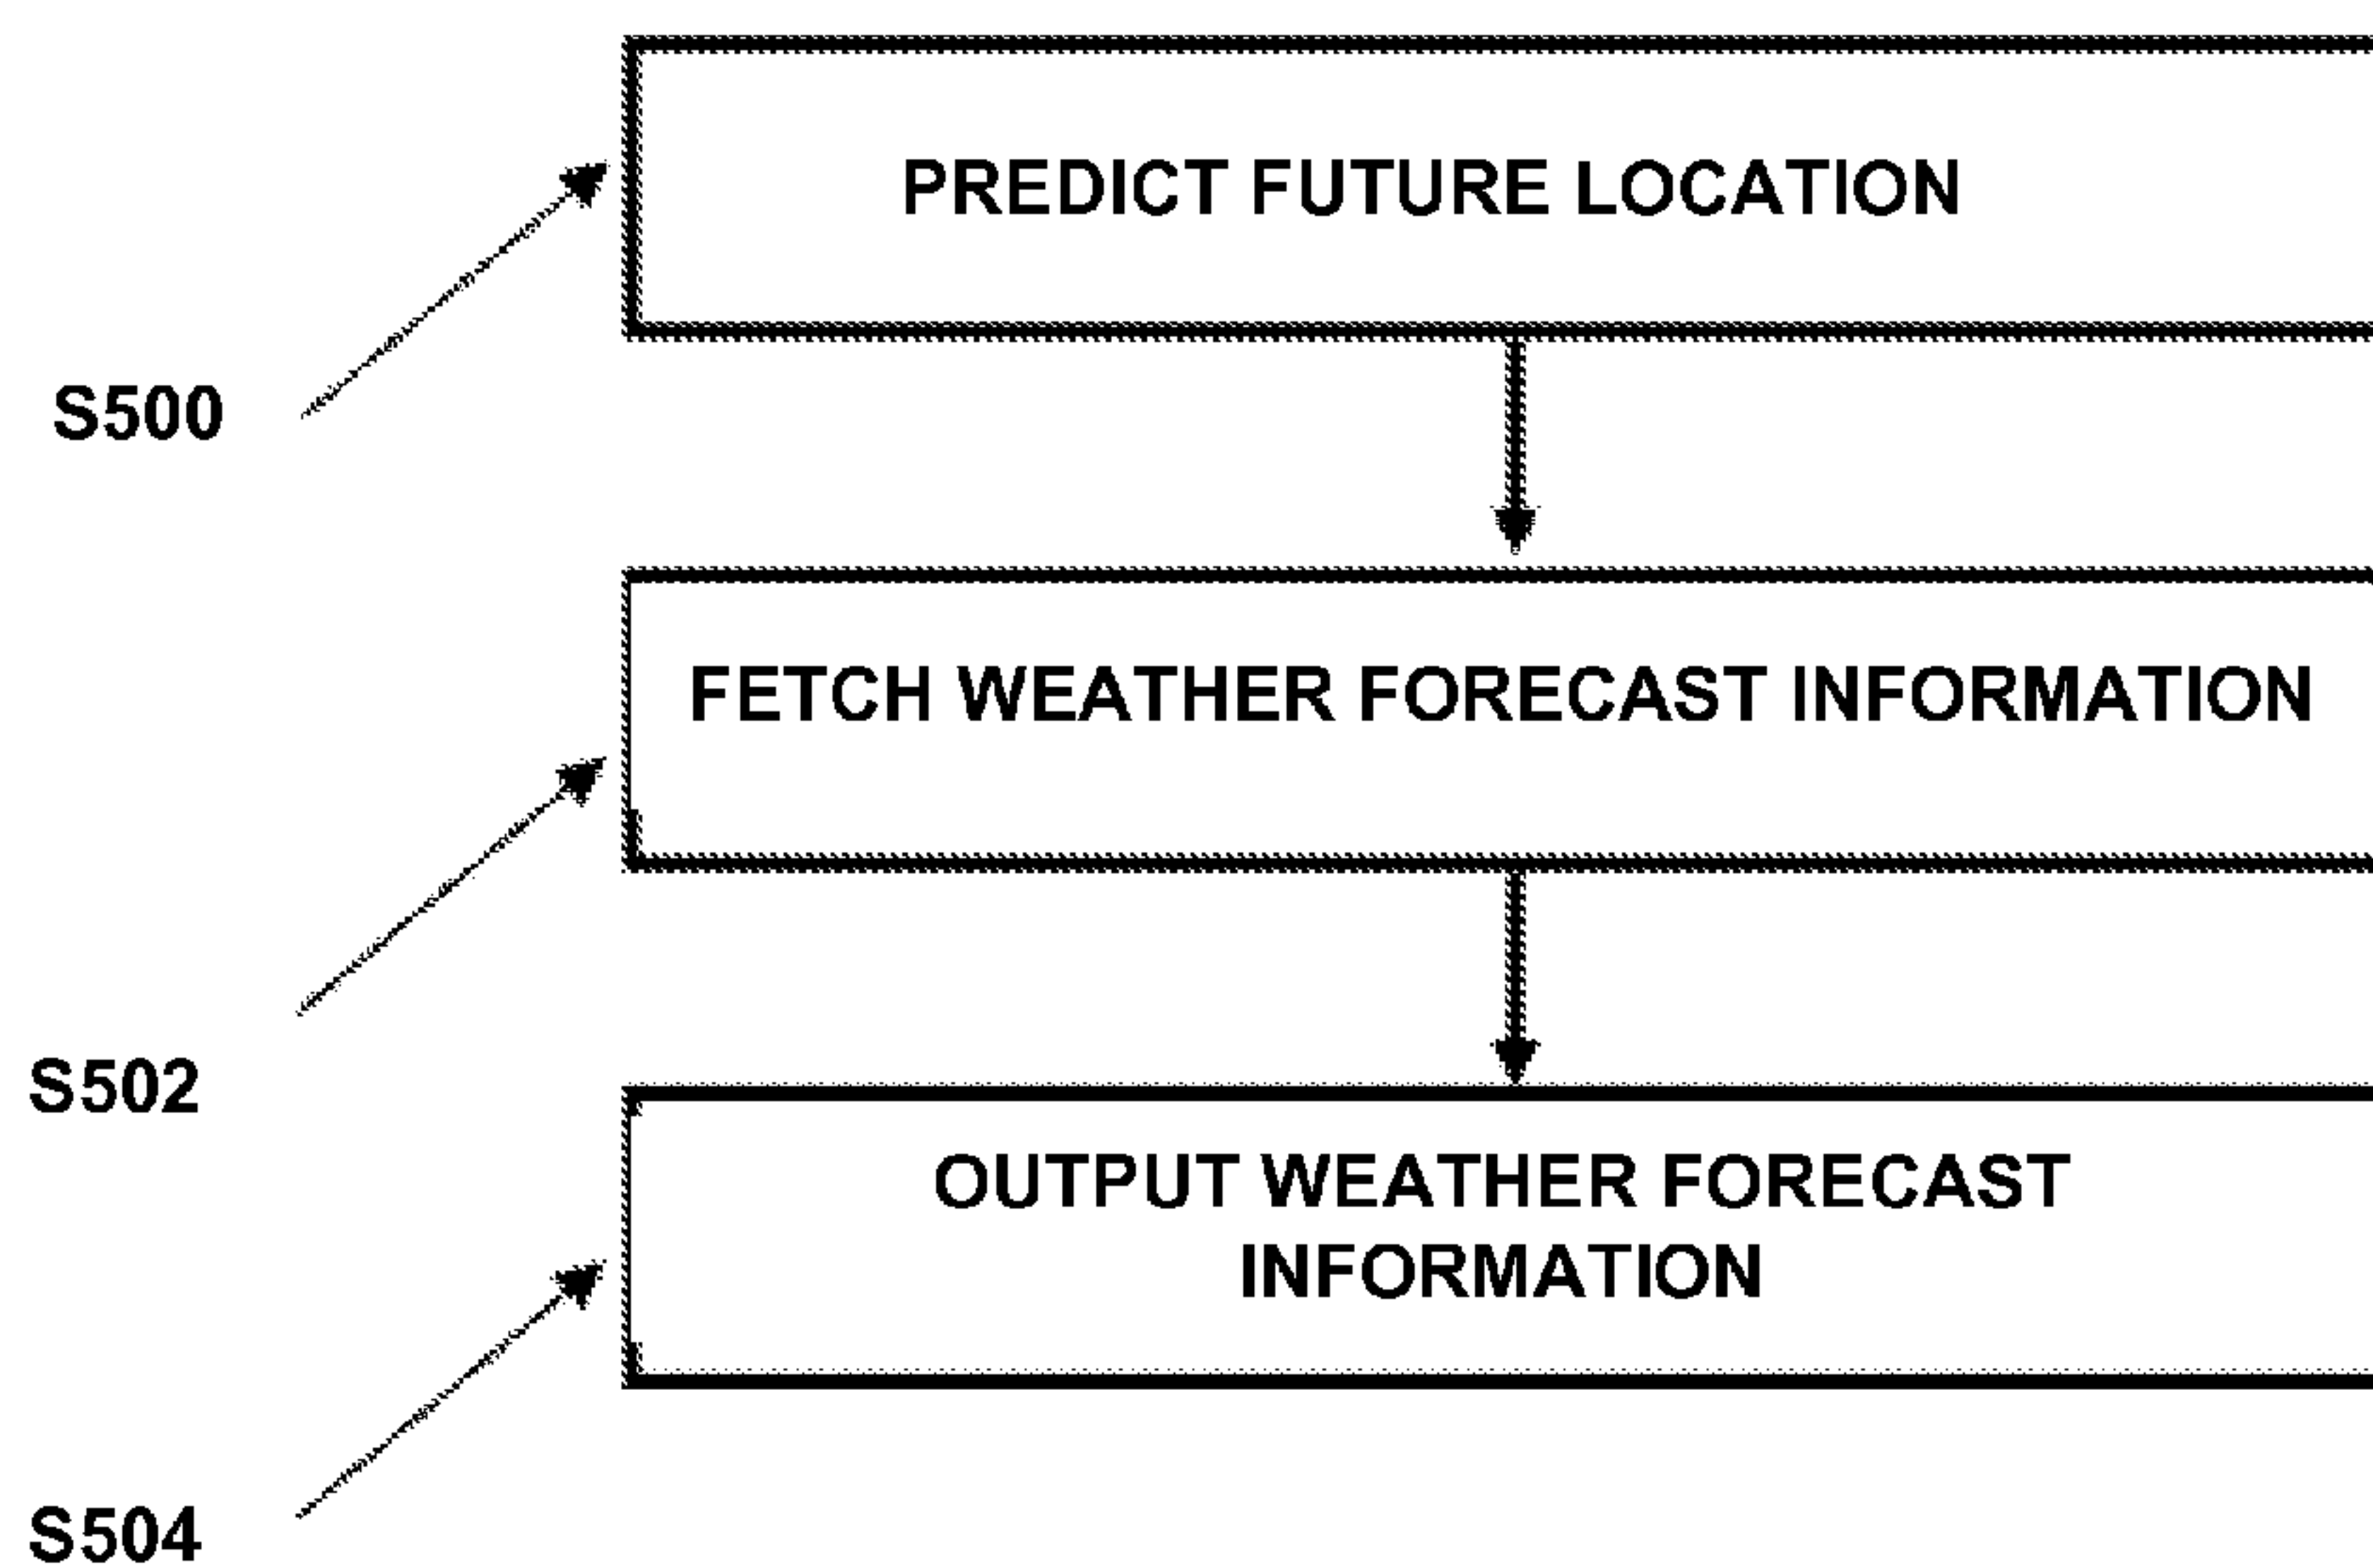 PREDICT FUTURE LOCATION
S500
FETCH WEATHER FORECAST INFORMATION
S502
OUTPUT WEATHER FORECAST
INFORMATION
S504